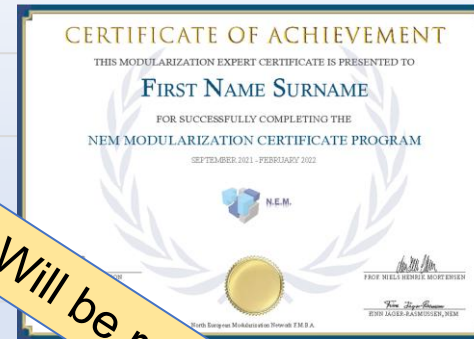 CERTIFICATE OF ACHIEVEMENT
THIS MODULARIZATION EXPERT CERTIFICATE IS PRESENTED TO
FIRST NAME SURNAME
FOR SUCCESSFULLY COMPLETING THE
NEM MODULARIZATION CERTIFICATE PROGRAM
SEPTEMBER 2021 - FEBRUARY 2022
N.E.M.
PROF NIELS HENRIK MORTENSEN
FINN JAGER-RASMUSSEN, NEM
North European Modularization Network F.M.B.A.
Will be